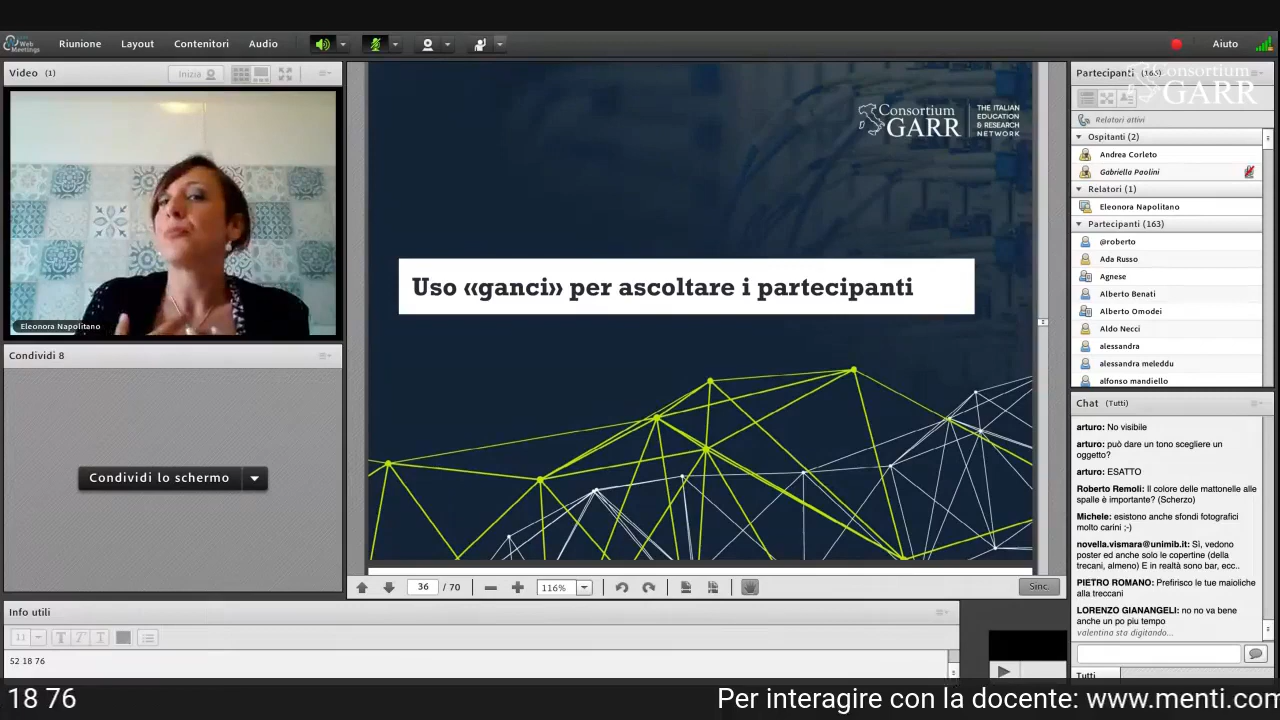 Web
Meetings
Riunione
Layout
Contenitori
Audio
Aiuto
Video (1)
Inizia
Eleonora Napolitano
Condividi 8
Condividi lo schermo
Consortium
GARR
THE ITALIAN
EDUCATION
& RESEARCH
NETWORK
Uso «ganci» per ascoltare i partecipanti
36 / 70
116%
Sinc.
Partecipanti
Consortium
GARR
Relatori attivi
Ospitanti (2)
Andrea Corleto
Gabriella Paolini
Relatori (1)
Eleonora Napolitano
Partecipanti (163)
@roberto
Ada Russo
Agnese
Alberto Benati
Alberto Omodei
Aldo Necci
alessandra
alessandra meleddu
alfonso mandiello
Chat (Tutti)
arturo: No visibile
arturo: può dare un tono scegliere un
oggetto?
arturo: ESATTO
Roberto Remoli: Il colore delle mattonelle alle
spalle è importante? (Scherzo)
Michele: esistono anche sfondi fotografici
molto carini ;-)
novella.vismara@unimib.it: Sì, vedono
poster ed anche solo le copertine (della
trecani, almeno) E in realtà sono bar, ecc..
PIETRO ROMANO: Prefirisco le tue maioliche
alla treccani
LORENZO GIANANGELI: no no va bene
anche un po piu tempo
valentina sta digitando...
Tutti
Info utili
11
52 18 76
18 76
Per interagire con la docente: www.menti.com